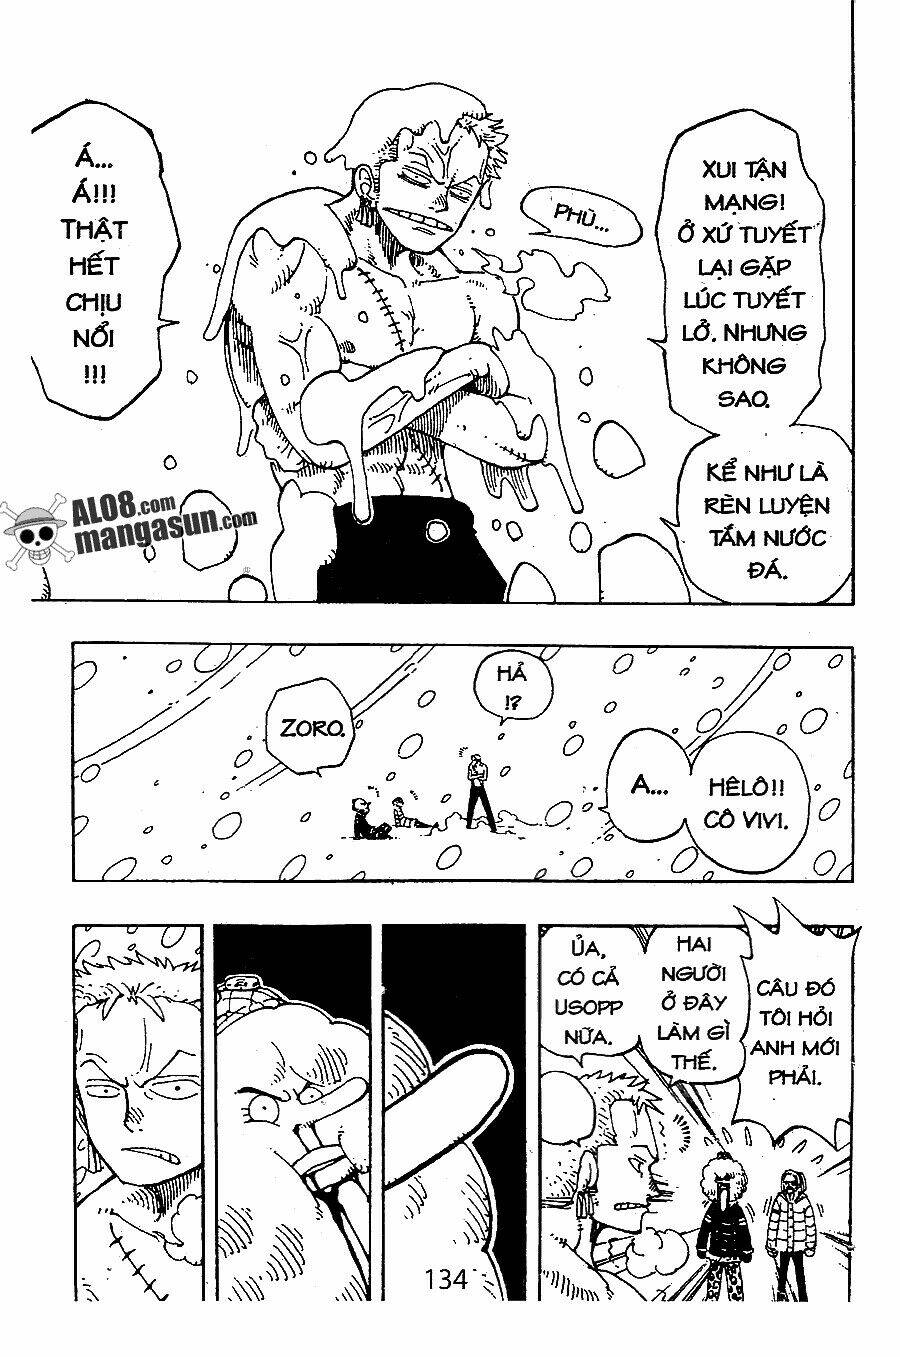 XUI TẬN
MẠNG!
Ở XỨ TUYẾT
LẠI GẶP
LÚC TUYẾT
LỞ. NHƯNG
KHÔNG
SAO.
KỂ NHƯ LÀ
RÈN LUYỆN
TẮM NƯỚC
ĐÁ.
PHÙ...
Á...
Á!!!
THẬT
HẾT
CHỊU
NỔI
!!!
AL08.com
mangasun.com
HẢ
!?
ZORO.
HÊLÔ!!
CÔ VIVI.
A...
CÂU ĐÓ
TÔI HỎI
ANH MỚI
PHẢI.
HAI
NGƯỜI
Ở ĐÂY
LÀM GÌ
THẾ.
ỦA,
CÓ CẢ
USOPP
NỮA.
134